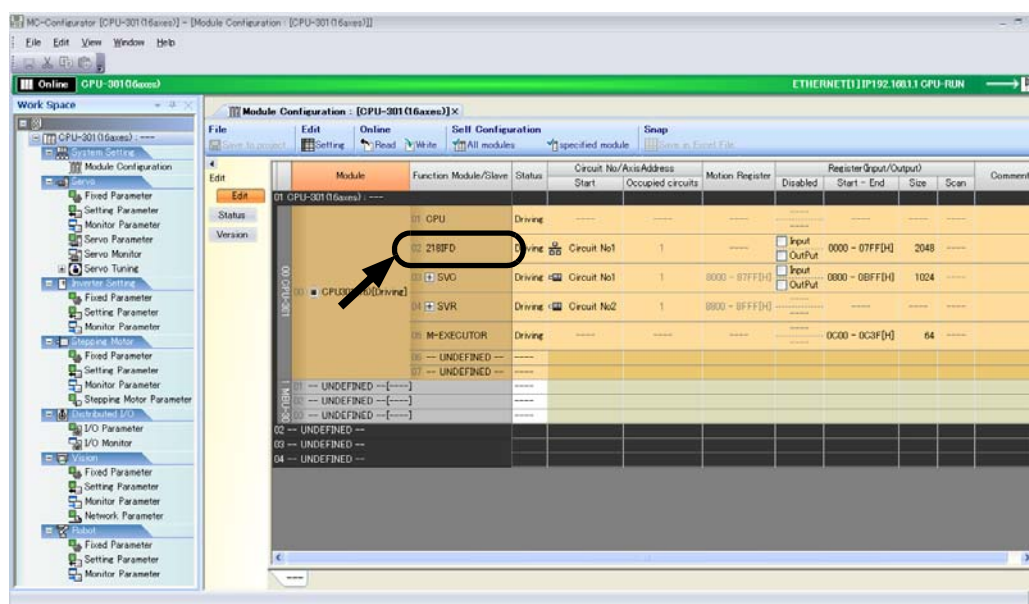 MC-Configurator [CPU-301(16axes)] - [Module Configuration : [CPU-301(16axes)]]
File Edit View Window Help
Online CPU-301(16axes) ETHERNET[1] IP192.168.1.1 CPU-RUN
Work Space
Module Configuration : [CPU-301(16axes)] ×
File Edit Online Self Configuration Snap
Save to project Setting Read Write All modules specified module Save in Excel File
CPU-301(16axes) : ----
System Setting
Module Configuration
Servo
Fixed Parameter
Setting Parameter
Monitor Parameter
Servo Parameter
Servo Monitor
Servo Tuning
Inverter Setting
Fixed Parameter
Setting Parameter
Monitor Parameter
Stepping Motor
Fixed Parameter
Setting Parameter
Monitor Parameter
Stepping Motor Parameter
Distributed I/O
I/O Parameter
I/O Monitor
Vision
Fixed Parameter
Setting Parameter
Monitor Parameter
Network Parameter
Robot
Fixed Parameter
Setting Parameter
Monitor Parameter
Edit
Edit
Status
Version
Module Function Module/Slave Status Circuit No/AxisAddress Motion Register Register(Input/Output) Comment
Start Occupied circuits Disabled Start - End Size Scan
01 CPU-301(16axes) : ----
00 CPU-301
01 CPU Driving ---- ---- ---- ---- ---- ---- ----
02 218IFD Driving Circuit No1 1 ---- Input OutPut 0000 - 07FF[H] 2048 ----
03 SVC Driving Circuit No1 1 8000 - 87FF[H] Input OutPut 0800 - 0BFF[H] 1024 ----
04 SVR Driving Circuit No2 1 8800 - 8FFF[H] ---- ---- ---- ----
05 M-EXECUTOR Driving ---- ---- ---- ---- 0C00 - 0C3F[H] 64 ----
06 -- UNDEFINED -- ----
07 -- UNDEFINED -- ----
01 -- UNDEFINED --[----] ----
02 -- UNDEFINED --[----] ----
03 -- UNDEFINED --[----] ----
02 -- UNDEFINED --
03 -- UNDEFINED --
04 -- UNDEFINED --
----